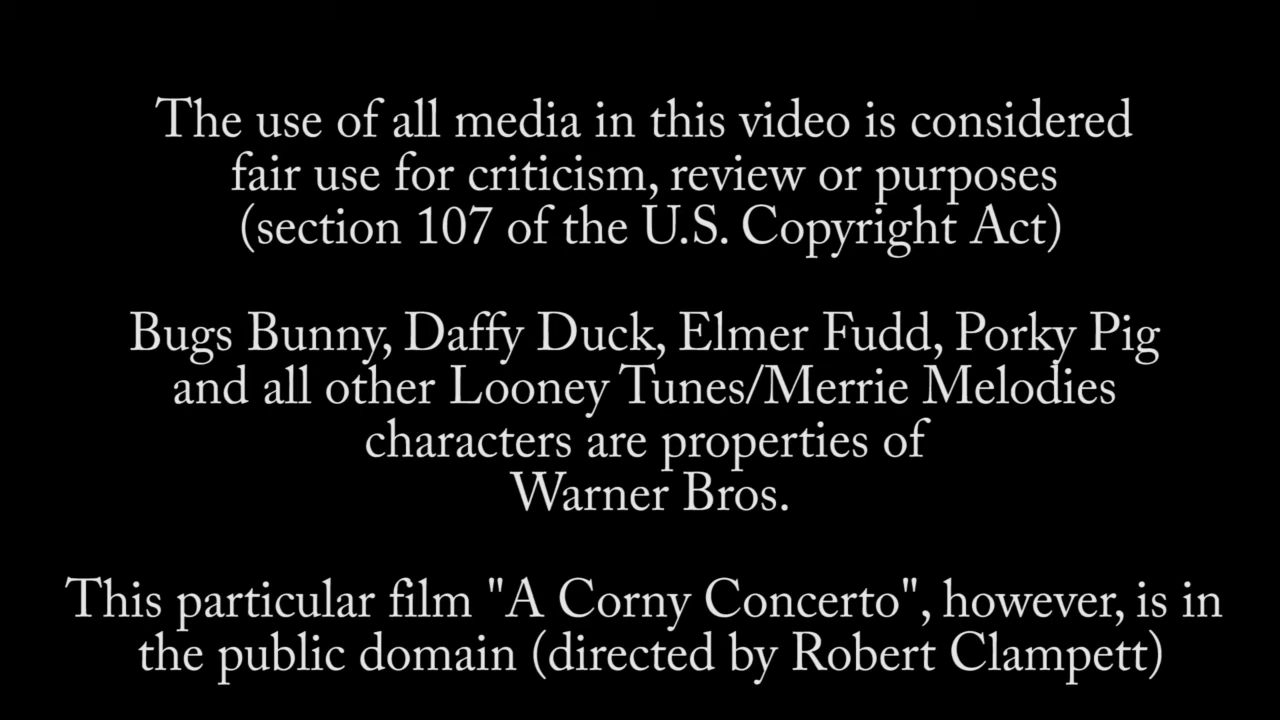 The use of all media in this video is considered
fair use for criticism, review or purposes
(section 107 of the U.S. Copyright Act)
Bugs Bunny, Daffy Duck, Elmer Fudd, Porky Pig
and all other Looney Tunes/Merrie Melodies
characters are properties of
Warner Bros.
This particular film "A Corny Concerto", however, is in
the public domain (directed by Robert Clampett)